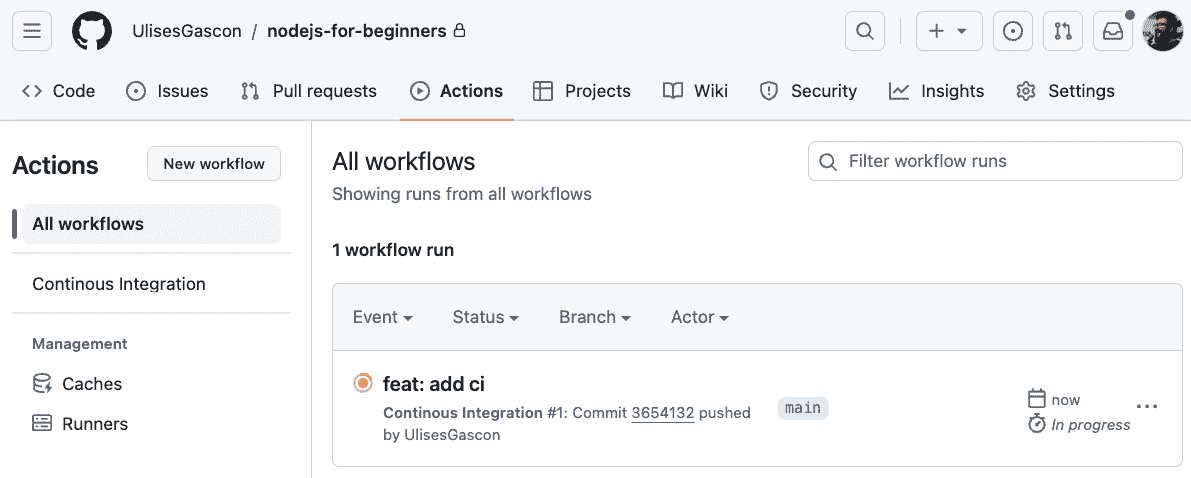 UlisesGascon / nodejs-for-beginners
Code Issues Pull requests Actions Projects Wiki Security Insights Settings
Actions
New workflow
All workflows
Continous Integration
Management
Caches
Runners
All workflows
Showing runs from all workflows
Filter workflow runs
1 workflow run
Event Status Branch Actor
feat: add ci
Continous Integration #1: Commit 3654132 pushed
by UlisesGascon
main
now
In progress